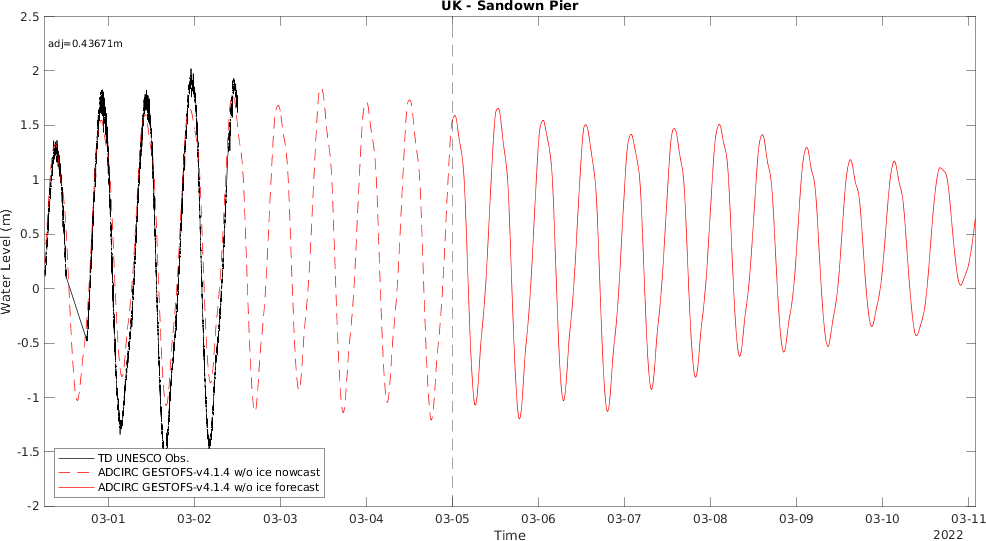 UK - Sandown Pier
adj=0.43671m
Water Level (m)
2.5
2
1.5
1
0.5
0
-0.5
-1
-1.5
-2
TD UNESCO Obs.
ADCIRC GESTOFS-v4.1.4 w/o ice nowcast
ADCIRC GESTOFS-v4.1.4 w/o ice forecast
03-01 03-02 03-03 03-04 03-05 03-06 03-07 03-08 03-09 03-10 03-11
Time
2022